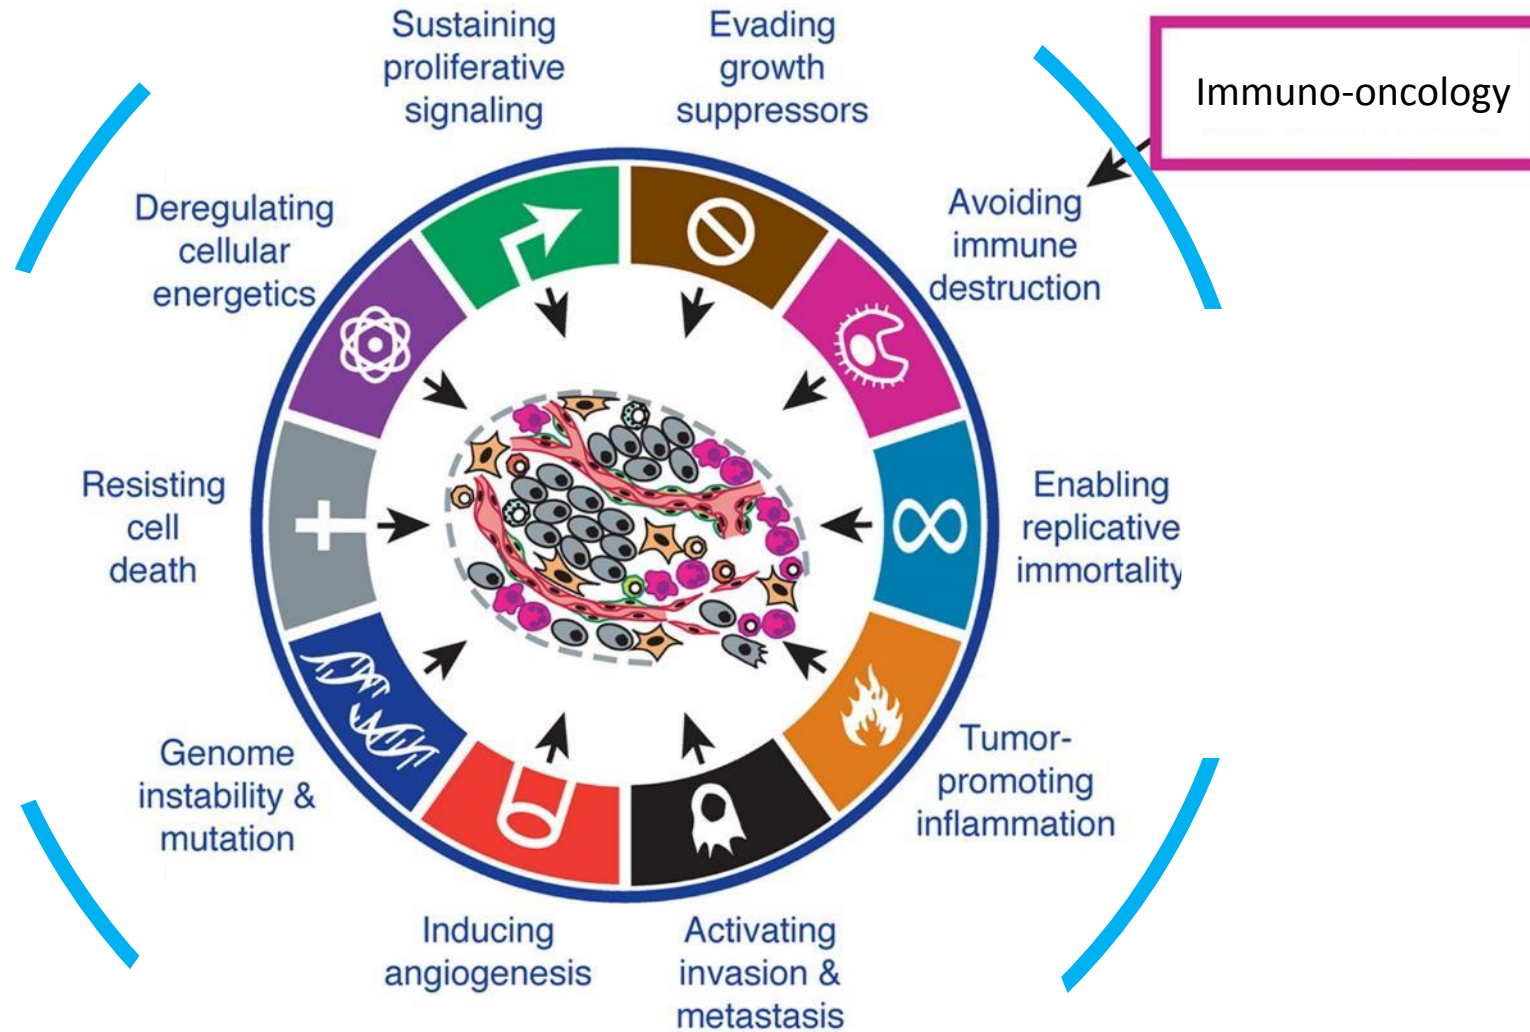 Sustaining
proliferative
signaling
Evading
growth
suppressors
Immuno-oncology
Avoiding
immune
destruction
Enabling
replicative
immortality
Tumor-
promoting
inflammation
Activating
invasion &
metastasis
Inducing
angiogenesis
Genome
instability &
mutation
Resisting
cell
death
Deregulating
cellular
energetics